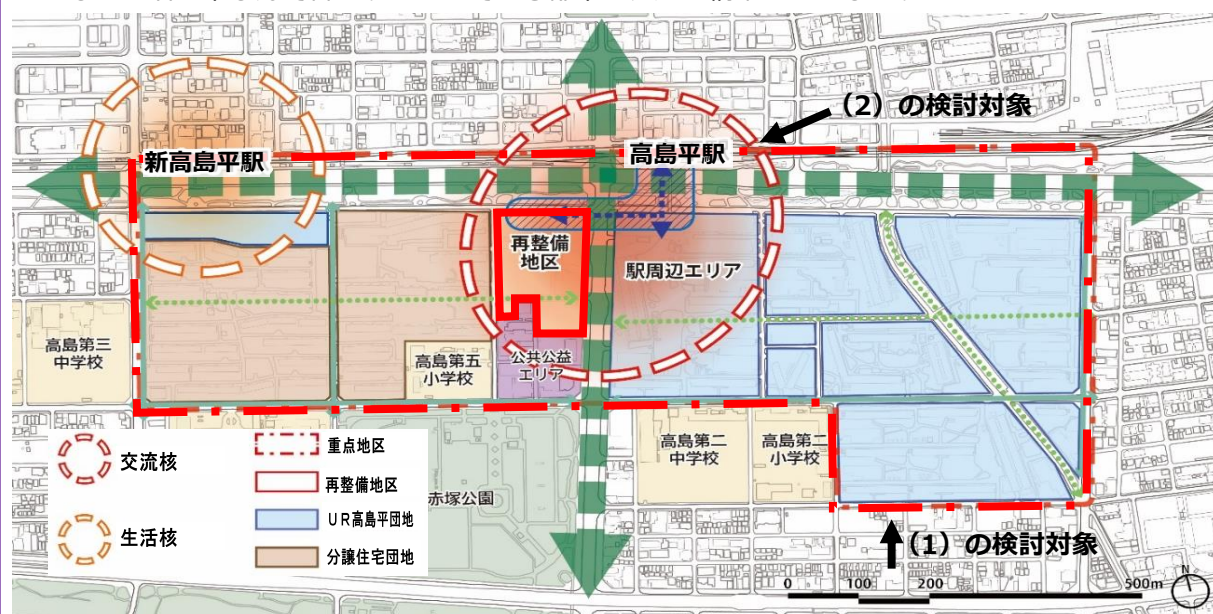 (2)の検討対象
新高島平駅
高島平駅
再整備
地区
駅周辺エリア
高島第三
中学校
高島第五
小学校
公共公益
エリア
高島第二
中学校
高島第二
小学校
赤塚公園
交流核
生活核
重点地区
再整備地区
UR高島平団地
分譲住宅団地
(1)の検討対象
0 100 200 500m
N